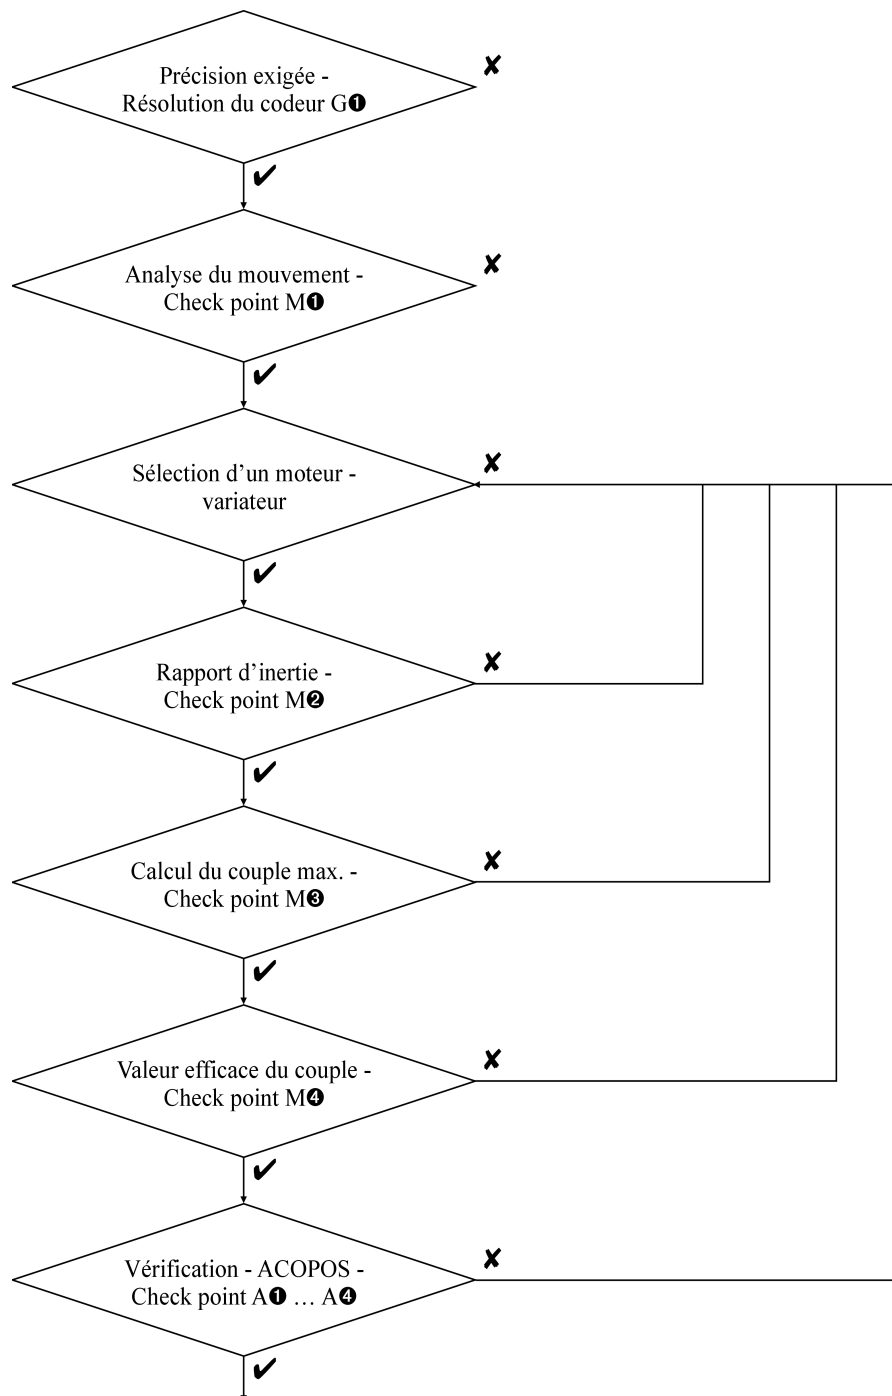 Précision exigée -
Résolution du codeur G❶
✘
✔
Analyse du mouvement -
Check point M❶
✘
✔
Sélection d’un moteur -
variateur
✘
✔
Rapport d’inertie -
Check point M❷
✘
✔
Calcul du couple max. -
Check point M❸
✘
✔
Valeur efficace du couple -
Check point M❹
✘
✔
Vérification - ACOPOS -
Check point A❶ … A❹
✘
✔